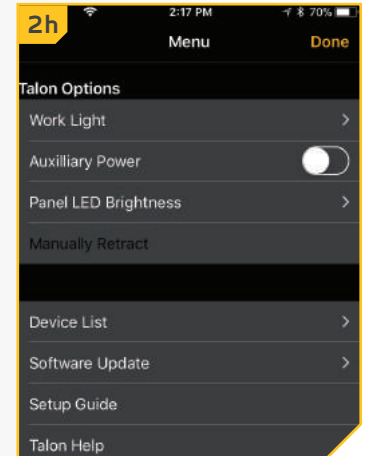 2h
2:17 PM
70%
Menu
Done
Talon Options
Work Light
Auxilliary Power
Panel LED Brightness
Manually Retract
Device List
Software Update
Setup Guide
Talon Help